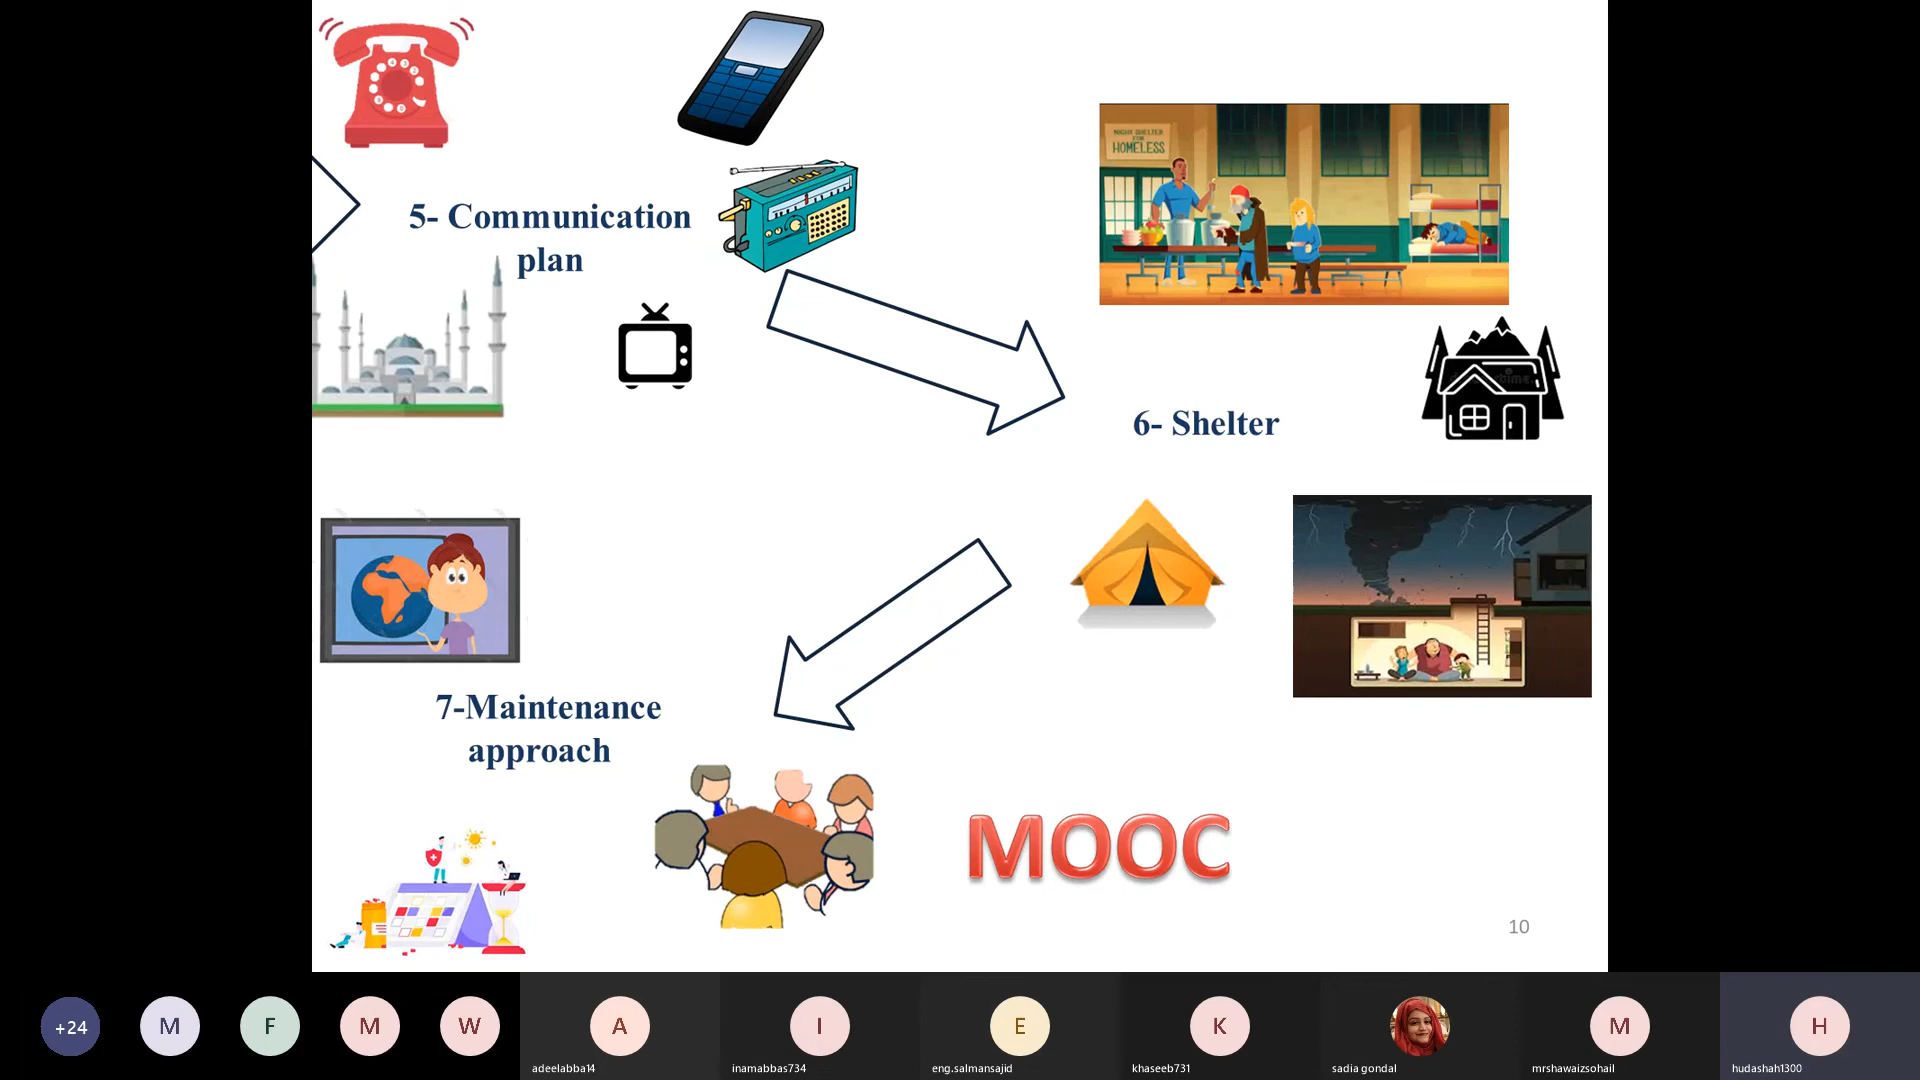 NIGHT SHELTER
FOR
HOMELESS
5- Communication
plan
6- Shelter
7-Maintenance
approach
MOOC
10
+24
M
F
M
W
A
I
E
K
M
H
adeelabba14
inamabbas734
eng.salmansajid
khaseeb731
sadia gondal
mrshawaizsohail
hudashah1300